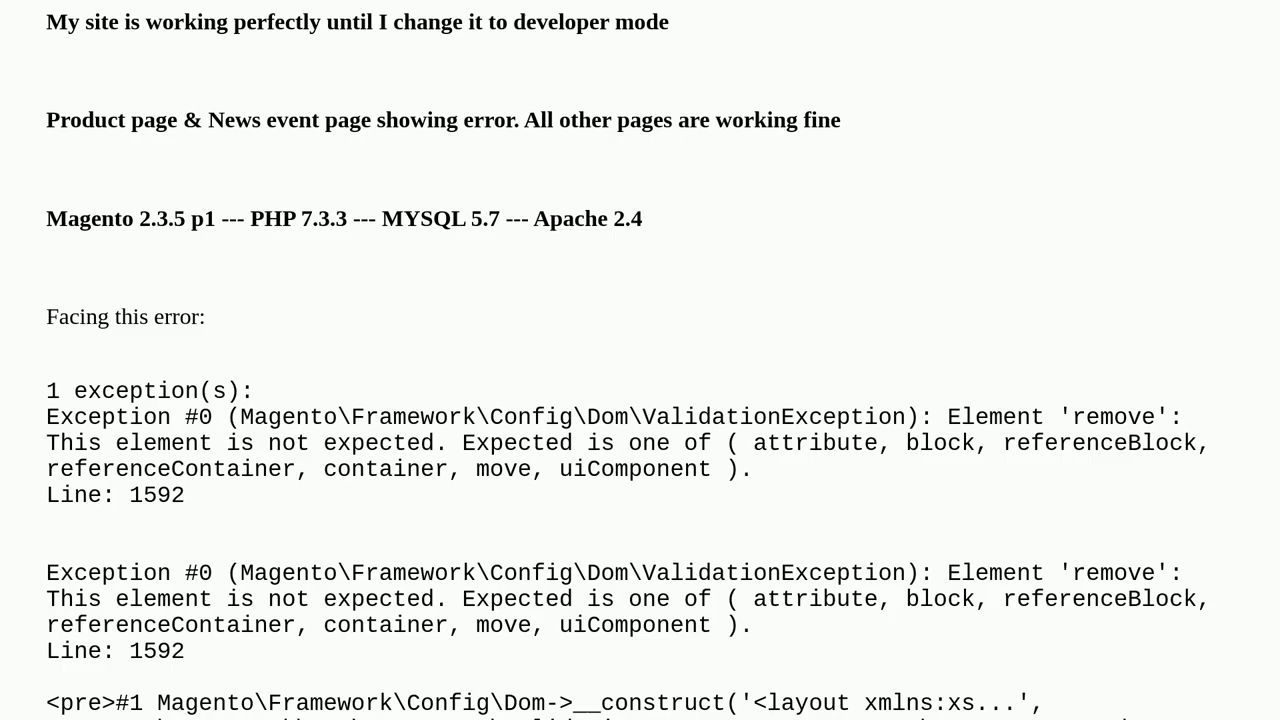 My site is working perfectly until I change it to developer mode
Product page & News event page showing error. All other pages are working fine
Magento 2.3.5 p1 --- PHP 7.3.3 --- MYSQL 5.7 --- Apache 2.4
Facing this error:
1 exception(s):
Exception #0 (Magento\Framework\Config\Dom\ValidationException): Element 'remove':
This element is not expected. Expected is one of ( attribute, block, referenceBlock,
referenceContainer, container, move, uiComponent ).
Line: 1592
Exception #0 (Magento\Framework\Config\Dom\ValidationException): Element 'remove':
This element is not expected. Expected is one of ( attribute, block, referenceBlock,
referenceContainer, container, move, uiComponent ).
Line: 1592
<pre>#1 Magento\Framework\Config\Dom->__construct('<layout xmlns:xs...',